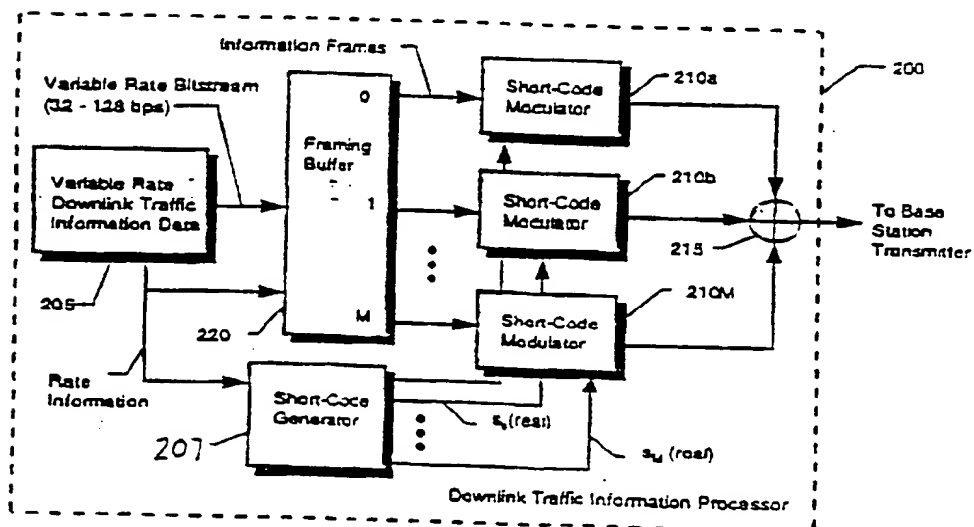 Information Frames
Variable Rate Bitstream
(32 - 128 bps)
0
Short-Code
Modulator
210a
200
Variable Rate
Downlink Traffic
Information Data
Framing
Buffer
1
Short-Code
Modulator
210b
To Base
Station
Transmitter
215
205
220
M
Short-Code
Modulator
210M
Rate
Information
Short-Code
Generator
207
(real)
(real)
Downlink Traffic Information Processor